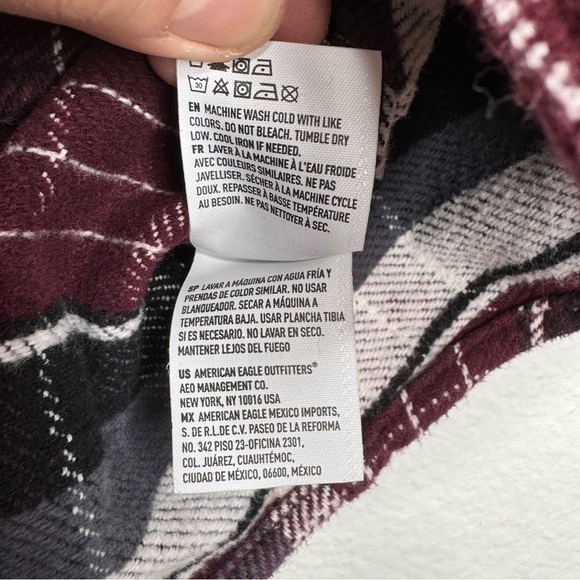 30
EN MACHINE WASH COLD WITH LIKE
COLORS. DO NOT BLEACH. TUMBLE DRY
LOW. COOL IRON IF NEEDED.
FR LAVER À LA MACHINE À L'EAU FROIDE
AVEC COULEURS SIMILAIRES. NE PAS
JAVELLISER. SÉCHER À LA MACHINE CYCLE
DOUX. REPASSER À BASSE TEMPÉRATURE
AU BESOIN. NE PAS NETTOYER À SEC.
SP LAVAR A MÁQUINA CON AGUA FRÍA Y
PRENDAS DE COLOR SIMILAR. NO USAR
BLANQUEADOR. SECAR A MÁQUINA A
TEMPERATURA BAJA. USAR PLANCHA TIBIA
SI ES NECESARIO. NO LAVAR EN SECO.
MANTENER LEJOS DEL FUEGO
US AMERICAN EAGLE OUTFITTERS®
AEO MANAGEMENT CO.
NEW YORK, NY 10016 USA
MX AMERICAN EAGLE MEXICO IMPORTS,
S. DE R.L DE C.V. PASEO DE LA REFORMA
NO. 342 PISO 23-OFICINA 2301,
COL. JUÁREZ, CUAUHTÉMOC,
CIUDAD DE MÉXICO, 06600, MÉXICO